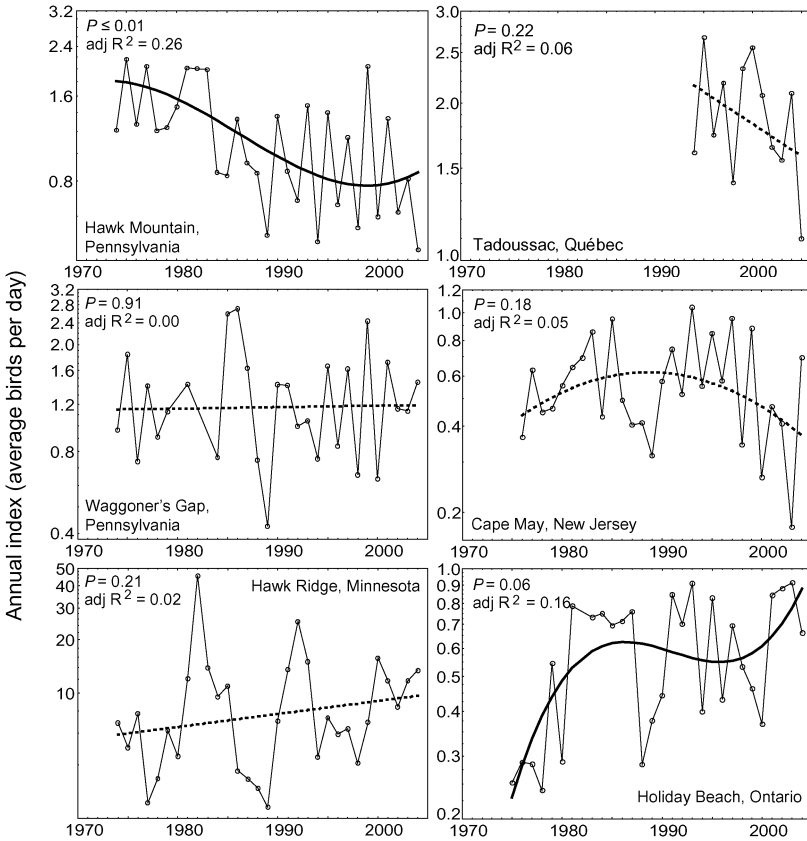 Annual index (average birds per day)
3.2
2.4
1.6
0.8
P ≤ 0.01
adj R2 = 0.26
Hawk Mountain,
Pennsylvania
1970 1980 1990 2000
3.0
2.0
1.5
1.0
P = 0.22
adj R2 = 0.06
Tadoussac, Québec
1970 1980 1990 2000
3.2
2.8
2.4
2.0
1.6
1.2
0.8
0.4
P = 0.91
adj R2 = 0.00
Waggoner's Gap,
Pennsylvania
1970 1980 1990 2000
1.2
1.0
0.8
0.6
0.4
0.2
P = 0.18
adj R2 = 0.05
Cape May, New Jersey
1970 1980 1990 2000
50
40
30
20
10
P = 0.21
adj R2 = 0.02
Hawk Ridge, Minnesota
1970 1980 1990 2000
1.0
0.9
0.8
0.7
0.6
0.5
0.4
0.3
0.2
P = 0.06
adj R2 = 0.16
Holiday Beach, Ontario
1970 1980 1990 2000